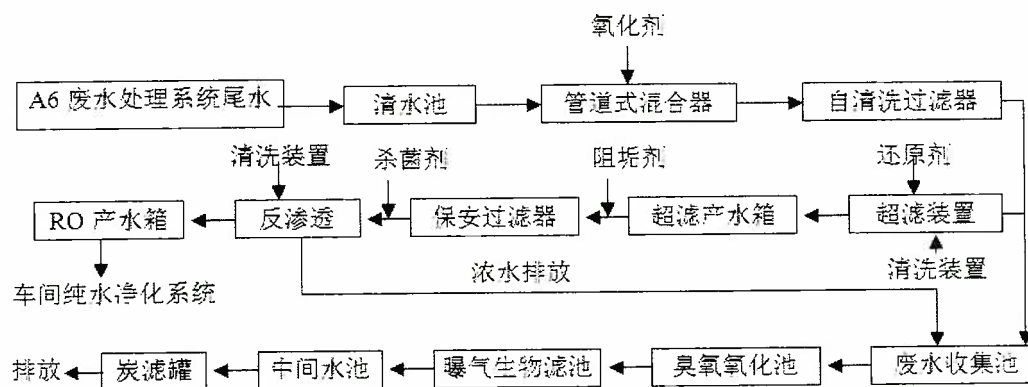 氧化剂
A6 废水处理系统尾水
清水池
管道式混合器
自清洗过滤器
清洗装置
杀菌剂
阻垢剂
还原剂
RO 产水箱
反渗透
保安过滤器
超滤产水箱
超滤装置
浓水排放
清洗装置
车间纯水净化系统
排放
炭滤罐
中间水池
曝气生物滤池
臭氧氧化池
废水收集池